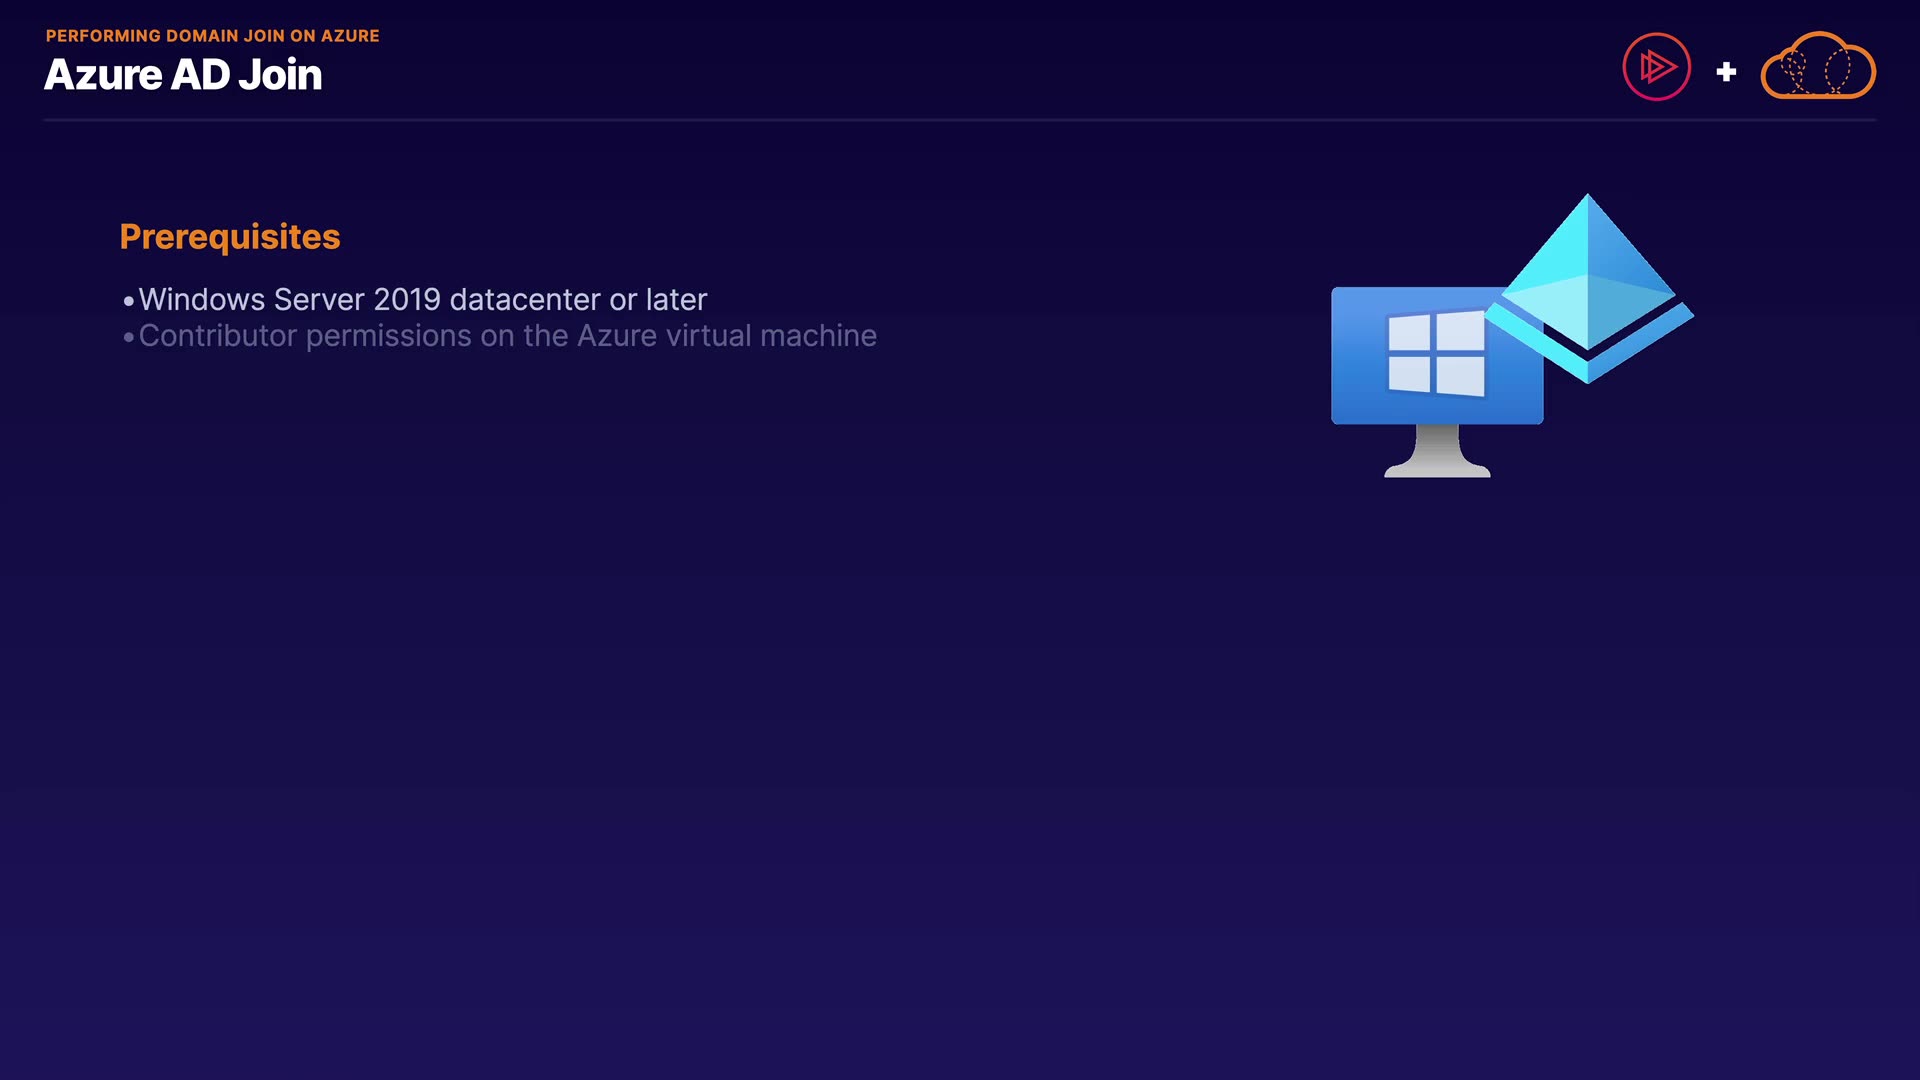 PERFORMING DOMAIN JOIN ON AZURE
Azure AD Join
Prerequisites
•Windows Server 2019 datacenter or later
•Contributor permissions on the Azure virtual machine